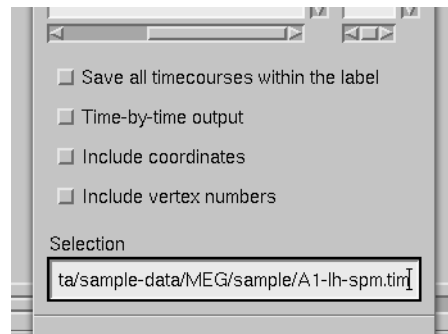 Save all timecourses within the label
Time-by-time output
Include coordinates
Include vertex numbers
Selection
ta/sample-data/MEG/sample/A1-lh-spm.tim